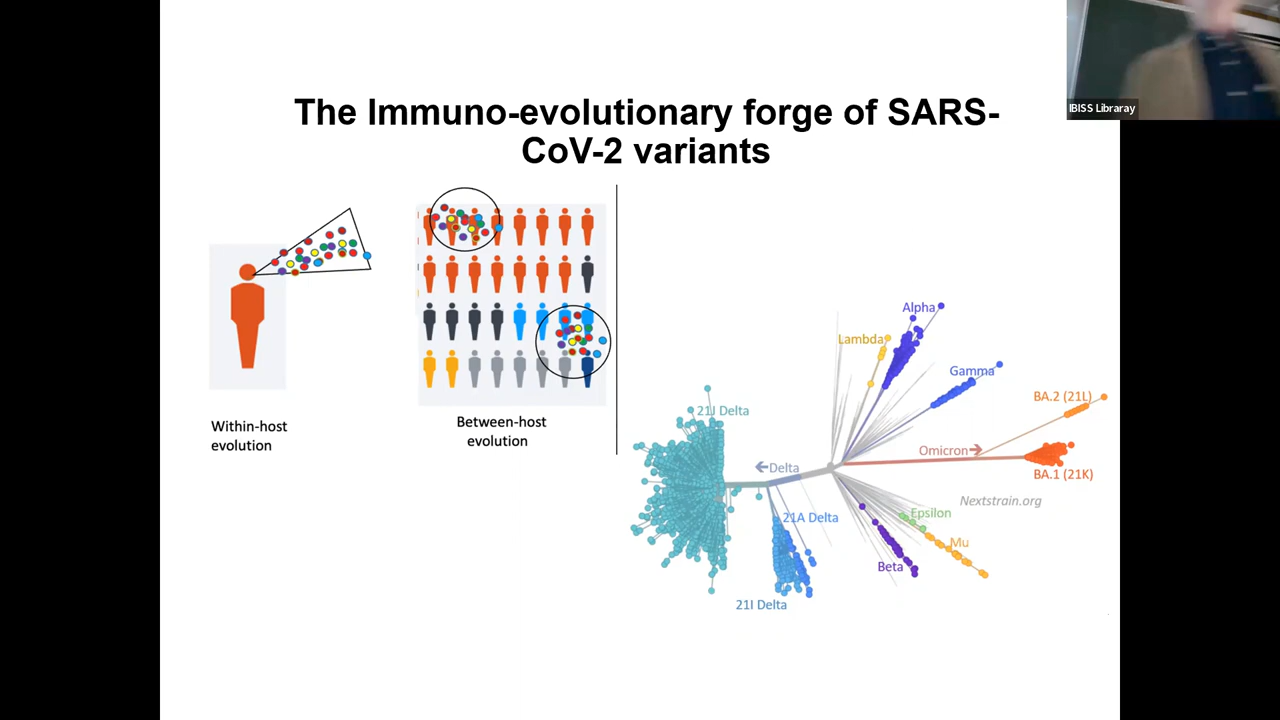 IBISS Libraray
The Immuno-evolutionary forge of SARS-
CoV-2 variants
Within-host
evolution
Between-host
evolution
Alpha
Lambda
Gamma
BA.2 (21L)
21J Delta
Omicron
BA.1 (21K)
Delta
Nextstrain.org
Epsilon
21A Delta
Mu
Beta
21I Delta